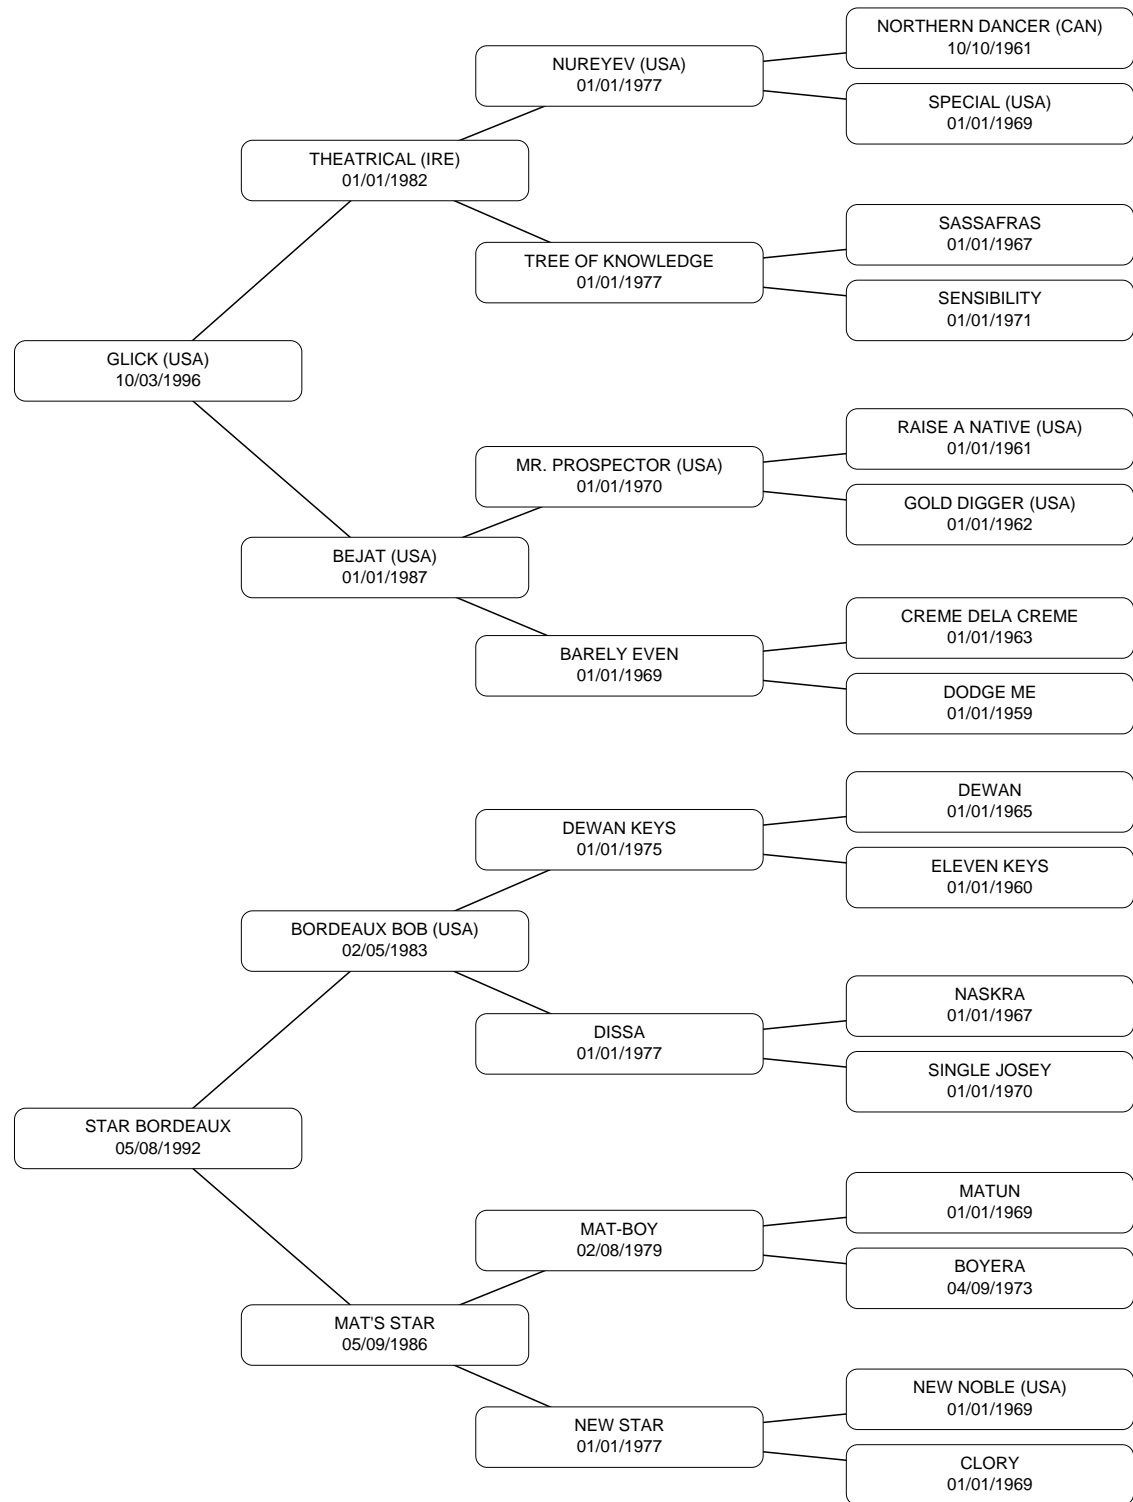 NORTHERN DANCER (CAN)
10/10/1961
NUREYEV (USA)
01/01/1977
SPECIAL (USA)
01/01/1969
THEATRICAL (IRE)
01/01/1982
SASSAFRAS
01/01/1967
TREE OF KNOWLEDGE
01/01/1977
SENSIBILITY
01/01/1971
GLICK (USA)
10/03/1996
RAISE A NATIVE (USA)
01/01/1961
MR. PROSPECTOR (USA)
01/01/1970
GOLD DIGGER (USA)
01/01/1962
BEJAT (USA)
01/01/1987
CREME DELA CREME
01/01/1963
BARELY EVEN
01/01/1969
DODGE ME
01/01/1959
DEWAN
01/01/1965
DEWAN KEYS
01/01/1975
ELEVEN KEYS
01/01/1960
BORDEAUX BOB (USA)
02/05/1983
NASKRA
01/01/1967
DISSA
01/01/1977
SINGLE JOSEY
01/01/1970
STAR BORDEAUX
05/08/1992
MATUN
01/01/1969
MAT-BOY
02/08/1979
BOYERA
04/09/1973
MAT'S STAR
05/09/1986
NEW NOBLE (USA)
01/01/1969
NEW STAR
01/01/1977
CLORY
01/01/1969